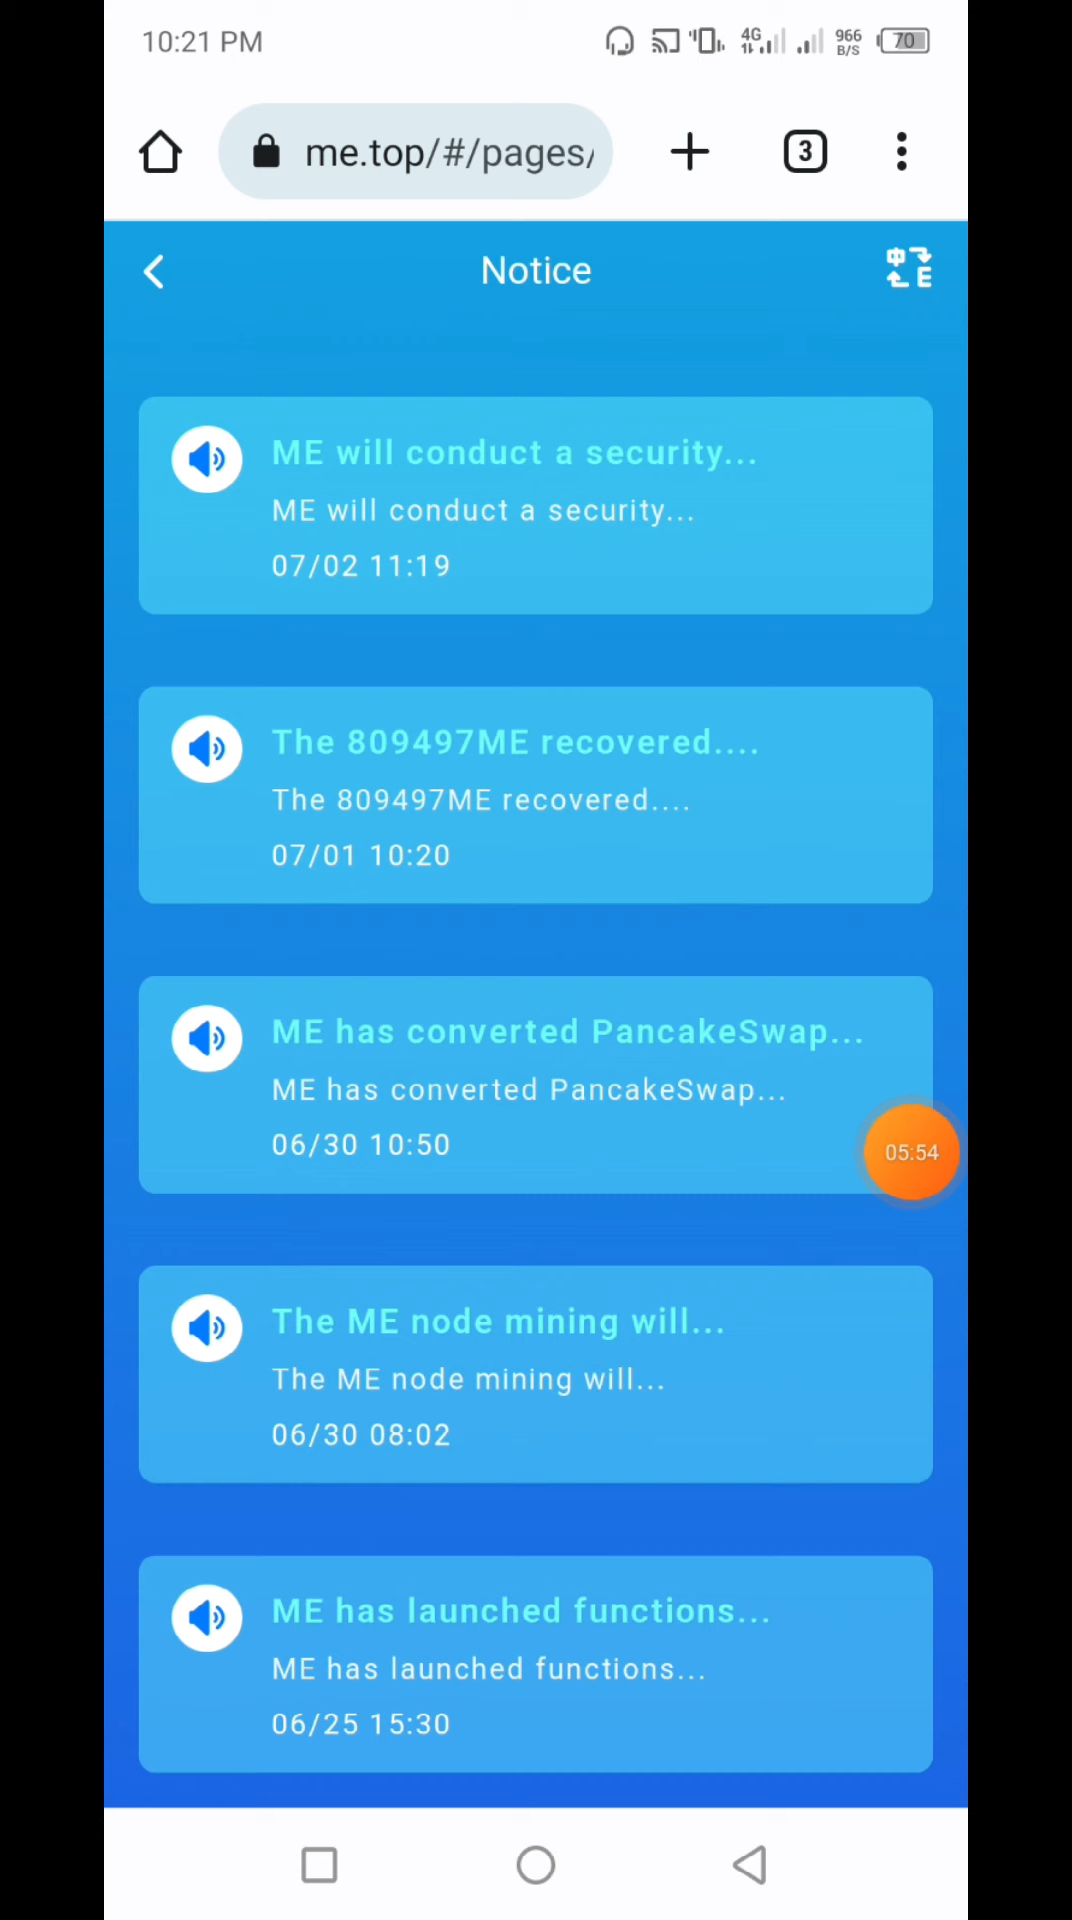 10:21 PM
4G
966
B/S
70
me.top/#/pages/
3
Notice
中
E
ME will conduct a security...
ME will conduct a security...
07/02 11:19
The 809497ME recovered....
The 809497ME recovered....
07/01 10:20
ME has converted PancakeSwap...
ME has converted PancakeSwap...
06/30 10:50
05:54
The ME node mining will...
The ME node mining will...
06/30 08:02
ME has launched functions...
ME has launched functions...
06/25 15:30